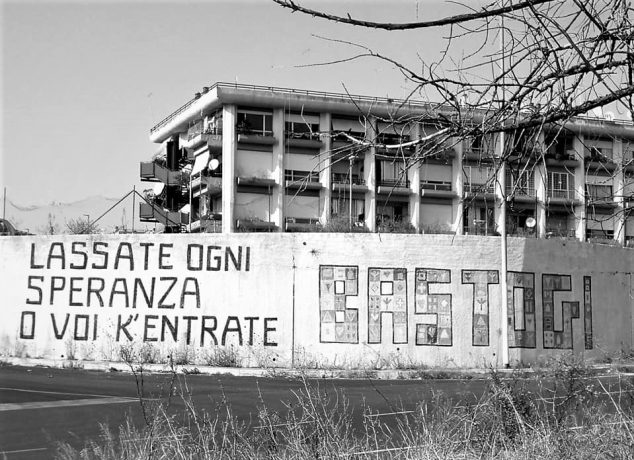 LASSATE OGNI
SPERANZA
O VOI K'ENTRATE
BASTOGI